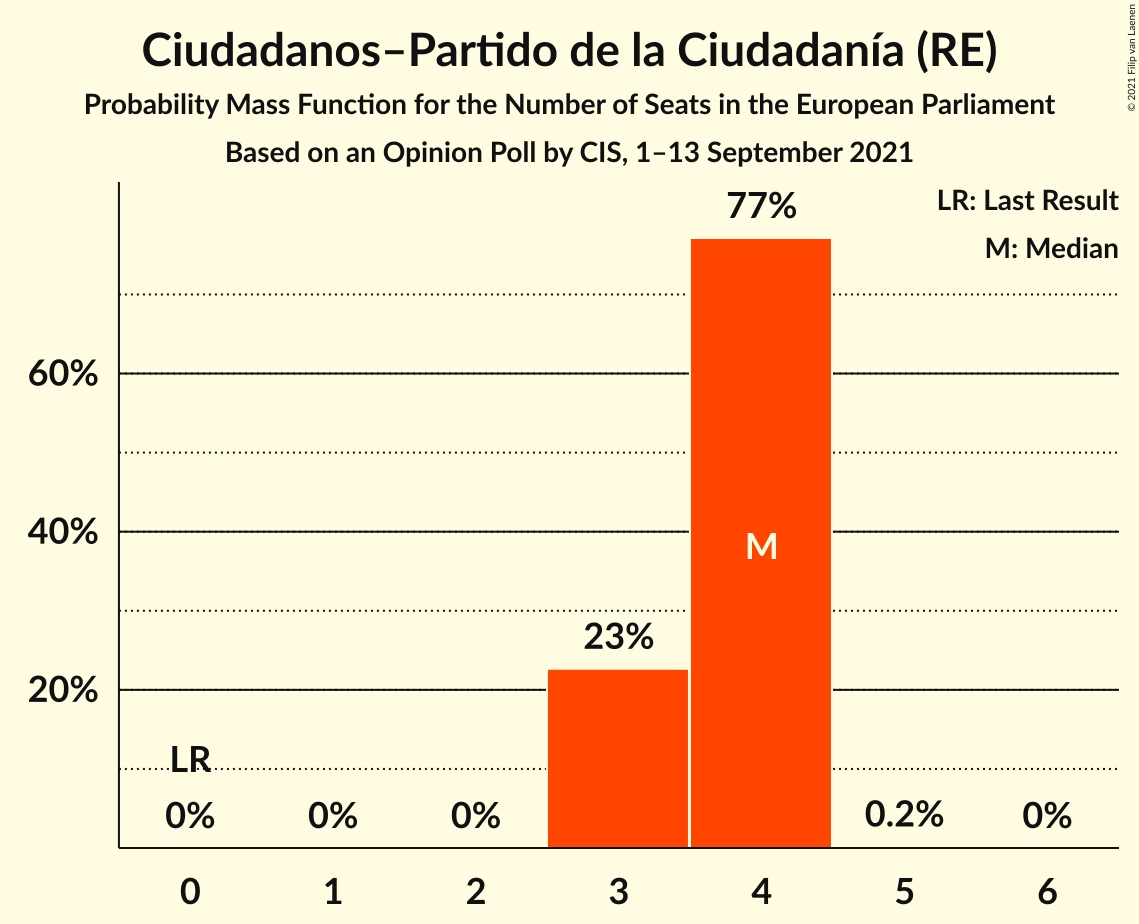 Ciudadanos–Partido de la Ciudadanía (RE)
Probability Mass Function for the Number of Seats in the European Parliament
Based on an Opinion Poll by CIS, 1–13 September 2021
© 2021 Filip van Laenen
LR: Last Result
M: Median
77%
60%
40%
M
23%
20%
LR
0%
0%
0%
0.2%
0%
0
1
2
3
4
5
6